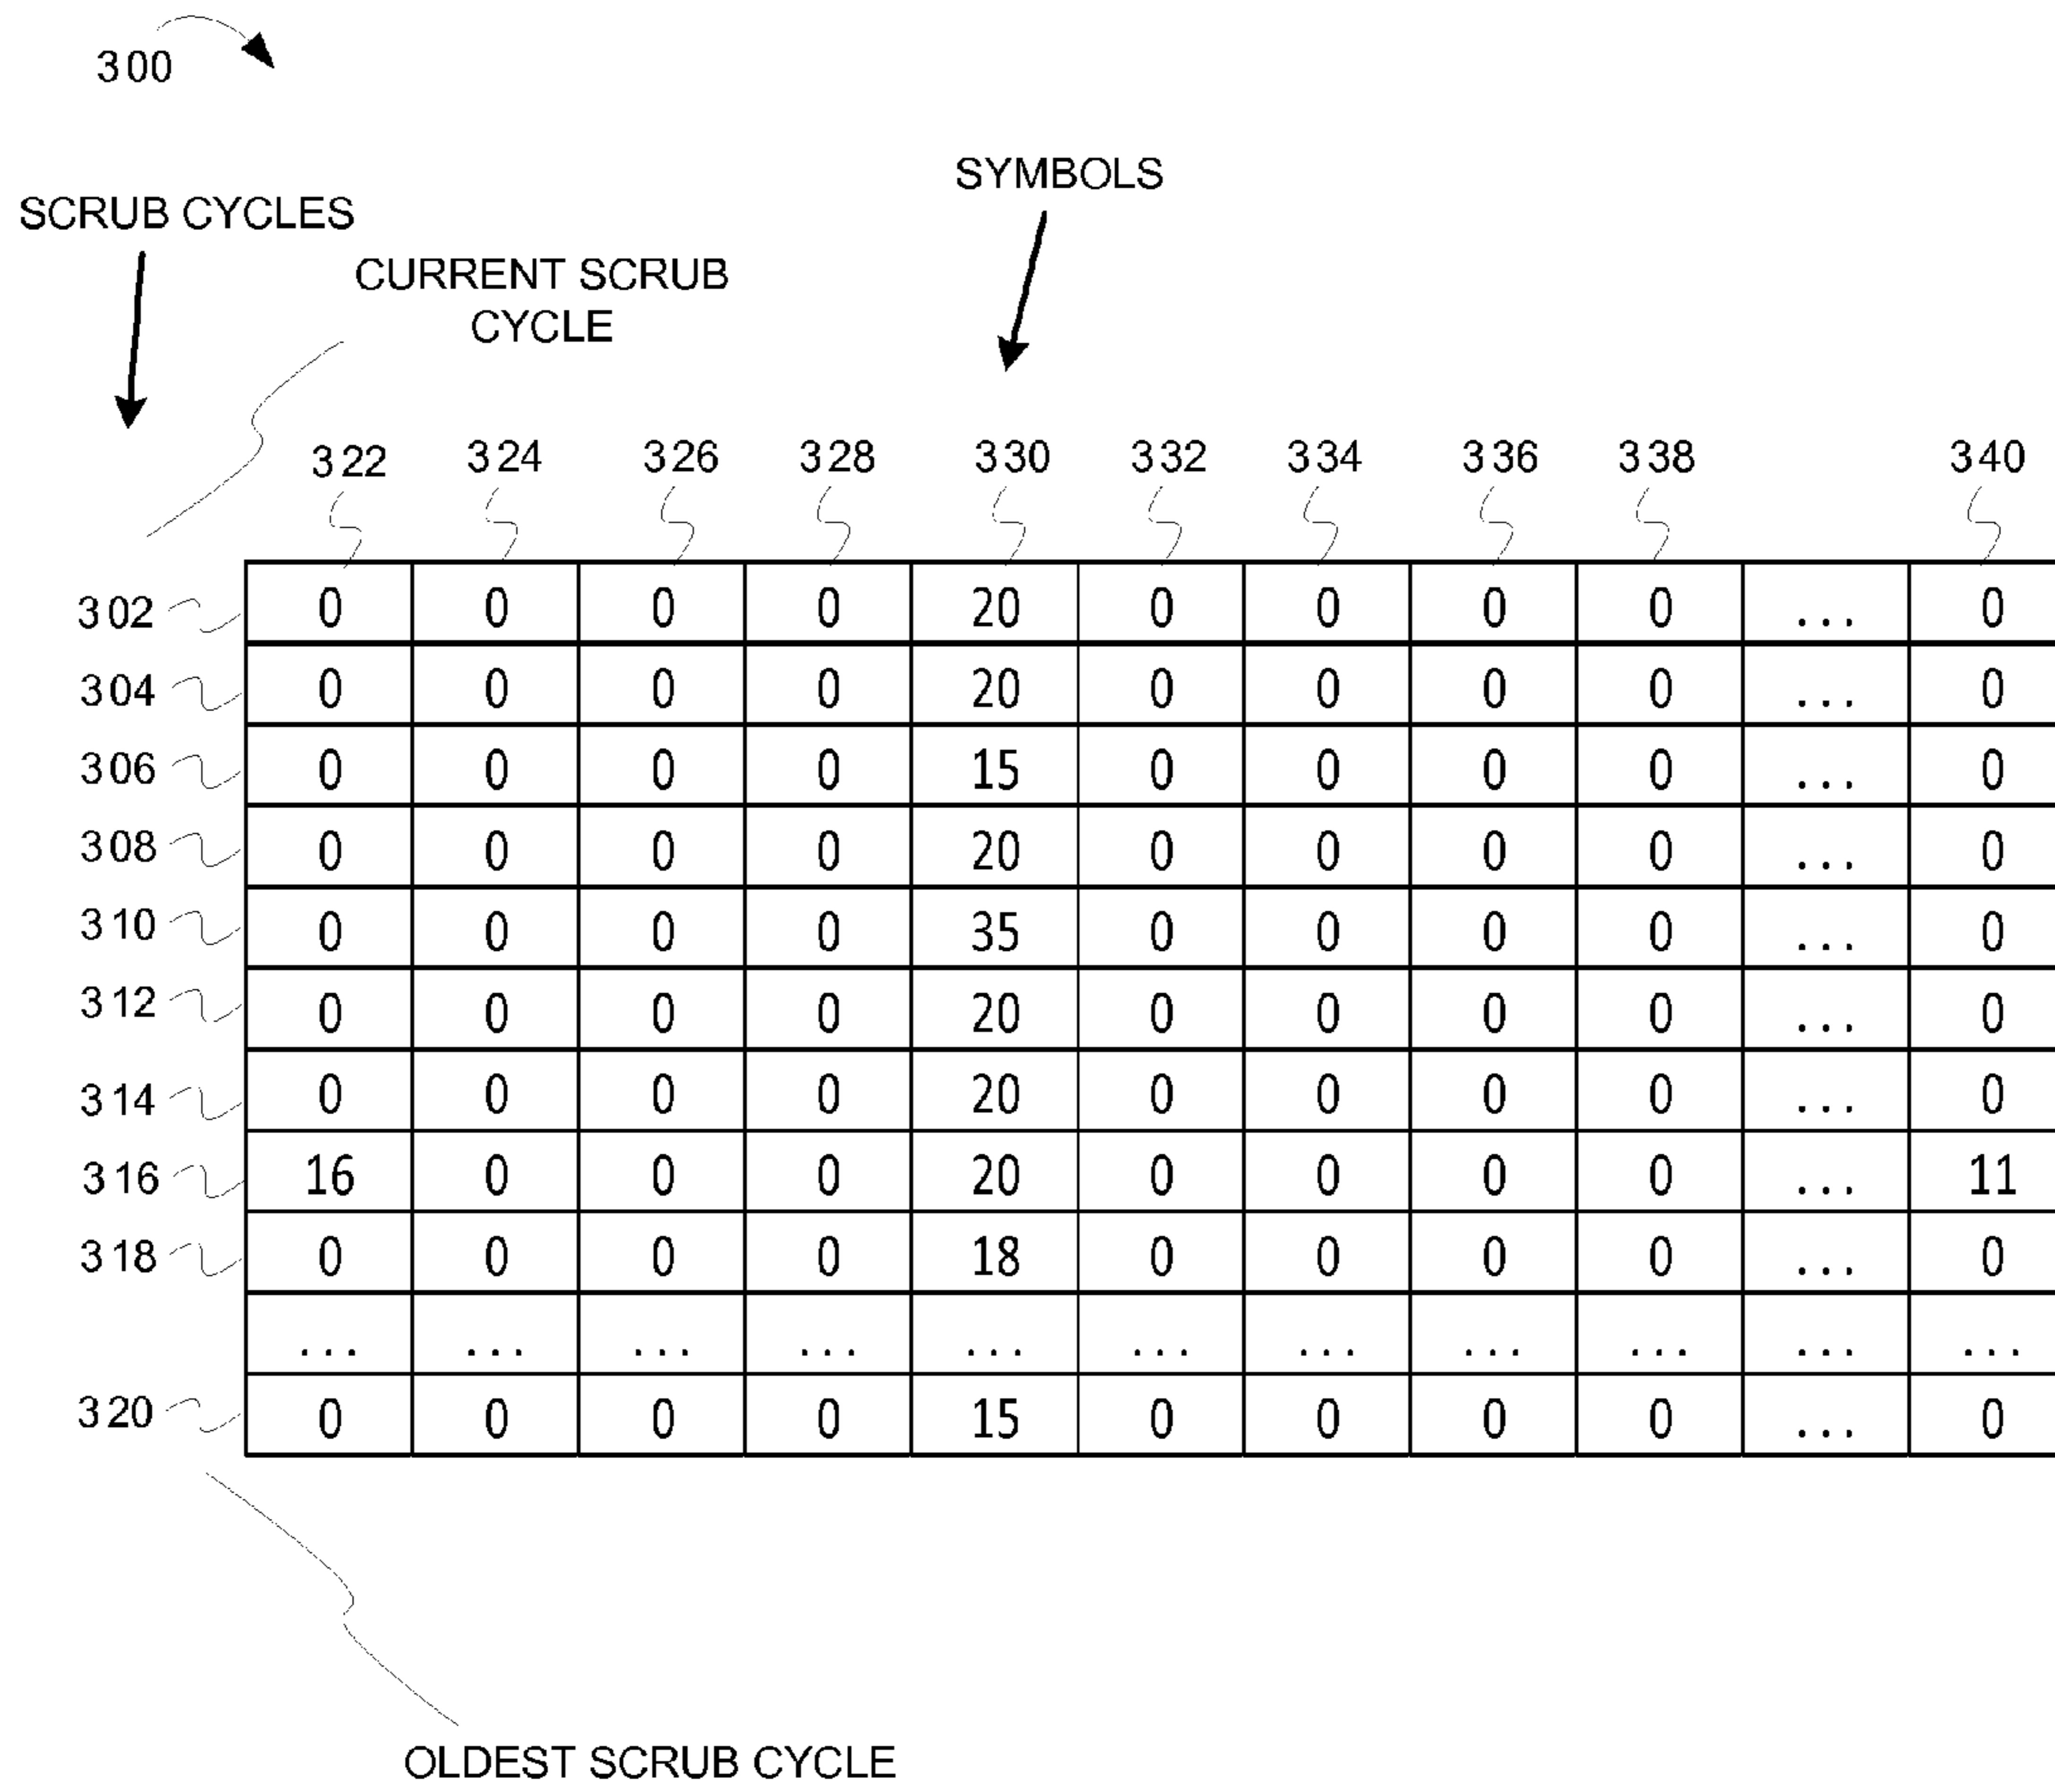 300
SYMBOLS
SCRUB CYCLES
CURRENT SCRUB
CYCLE
322 324 326 328 330 332 334 336 338 340
302 0 0 0 0 20 0 0 0 0 ... 0
304 0 0 0 0 20 0 0 0 0 ... 0
306 0 0 0 0 15 0 0 0 0 ... 0
308 0 0 0 0 20 0 0 0 0 ... 0
310 0 0 0 0 35 0 0 0 0 ... 0
312 0 0 0 0 20 0 0 0 0 ... 0
314 0 0 0 0 20 0 0 0 0 ... 0
316 16 0 0 0 20 0 0 0 0 ... 11
318 0 0 0 0 18 0 0 0 0 ... 0
... ... ... ... ... ... ... ... ... ... ...
320 0 0 0 0 15 0 0 0 0 ... 0
OLDEST SCRUB CYCLE